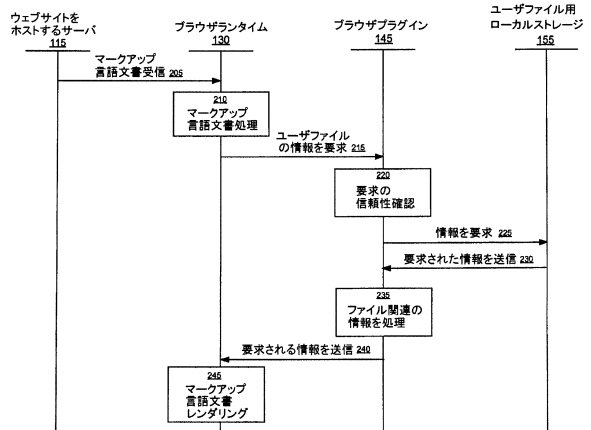 ウェブサイトを
ホストするサーバ
115
ブラウザランタイム
130
ブラウザプラグイン
145
ユーザファイル用
ローカルストレージ
155
マークアップ
言語文書受信 205
210
マークアップ
言語文書処理
ユーザファイル
の情報を要求 215
220
要求の
信頼性確認
情報を要求 225
要求された情報を送信 230
235
ファイル関連の
情報を処理
要求される情報を送信 240
245
マークアップ
言語文書
レンダリング